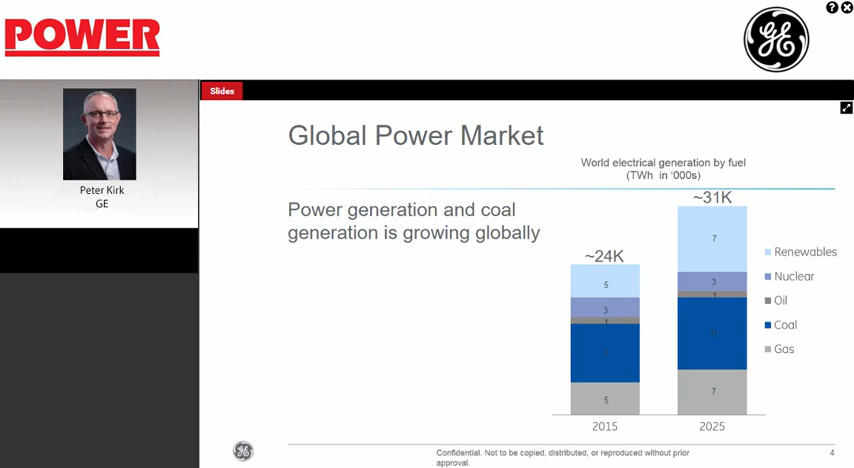 POWER
GE
Slides
Peter Kirk
GE
Global Power Market
World electrical generation by fuel
(TWh in '000s)
Power generation and coal
generation is growing globally
~24K
~31K
5
3
1
5
7
3
1
7
Renewables
Nuclear
Oil
Coal
Gas
2015
2025
Confidential. Not to be copied, distributed, or reproduced without prior
approval.
4